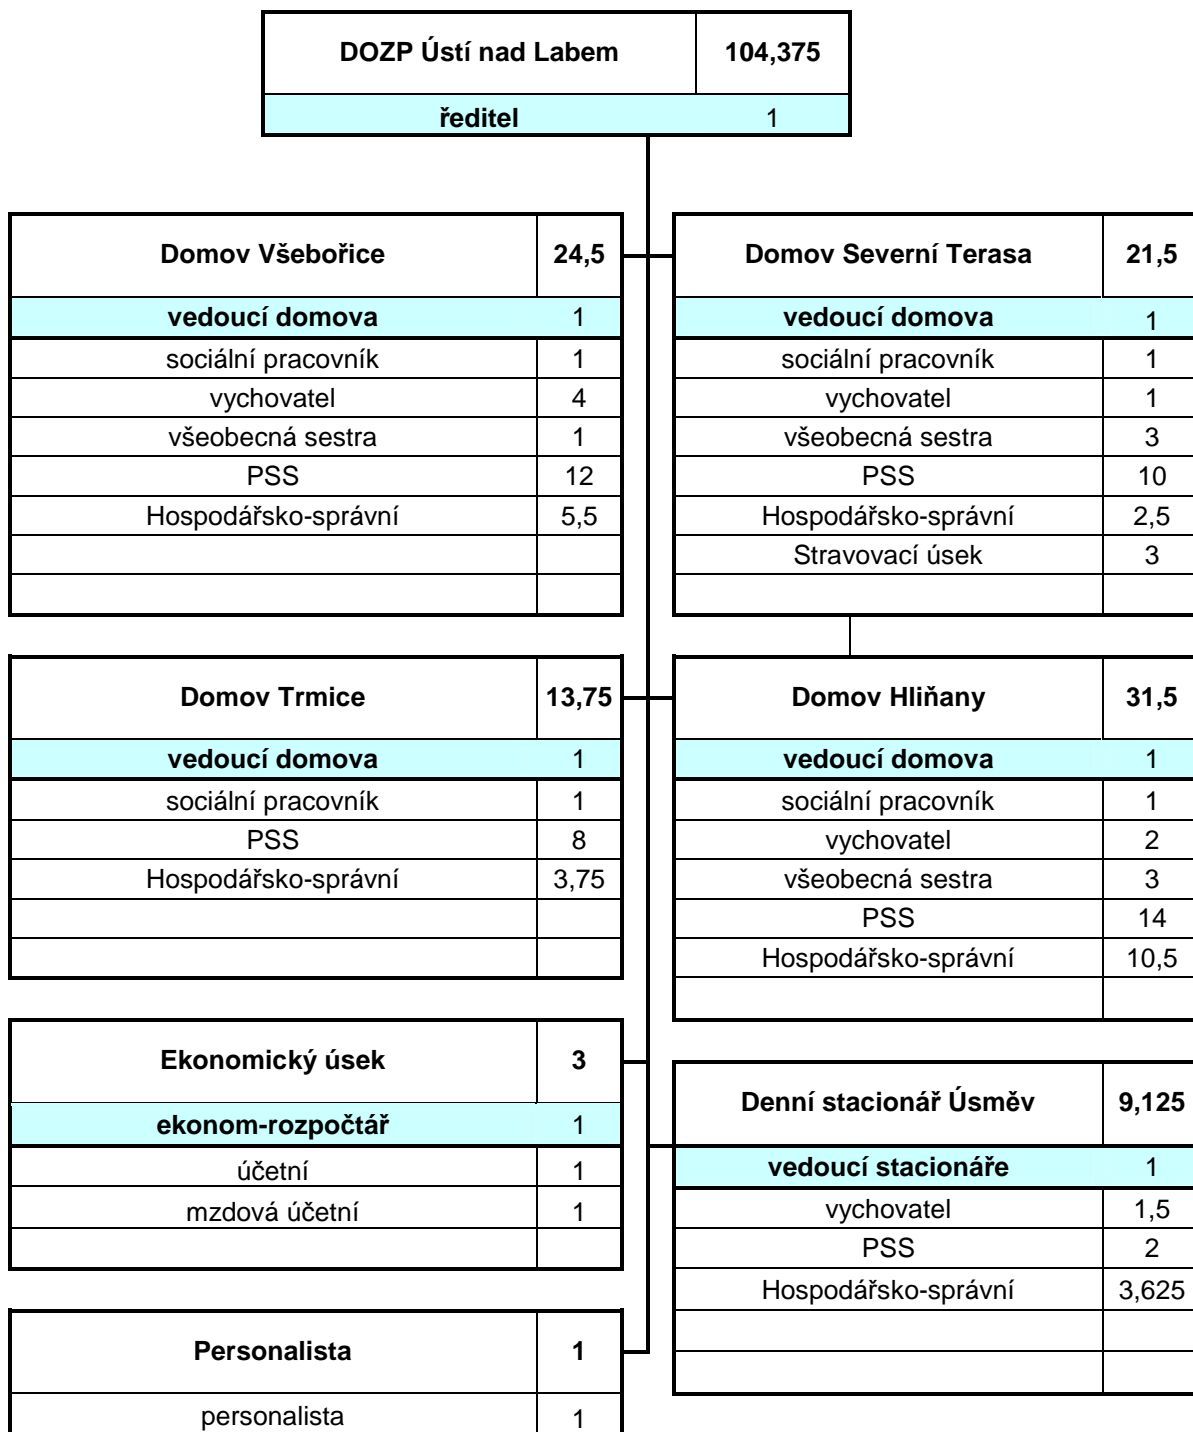 DOZP Ústí nad Labem 104,375
ředitel 1
Domov Všebořice 24,5
vedoucí domova 1
sociální pracovník 1
vychovatel 4
všeobecná sestra 1
PSS 12
Hospodářsko-správní 5,5
Domov Severní Terasa 21,5
vedoucí domova 1
sociální pracovník 1
vychovatel 1
všeobecná sestra 3
PSS 10
Hospodářsko-správní 2,5
Stravovací úsek 3
Domov Trmice 13,75
vedoucí domova 1
sociální pracovník 1
PSS 8
Hospodářsko-správní 3,75
Domov Hliňany 31,5
vedoucí domova 1
sociální pracovník 1
vychovatel 2
všeobecná sestra 3
PSS 14
Hospodářsko-správní 10,5
Ekonomický úsek 3
ekonom-rozpočtář 1
účetní 1
mzdová účetní 1
Denní stacionář Úsměv 9,125
vedoucí stacionáře 1
vychovatel 1,5
PSS 2
Hospodářsko-správní 3,625
Personalista 1
personalista 1